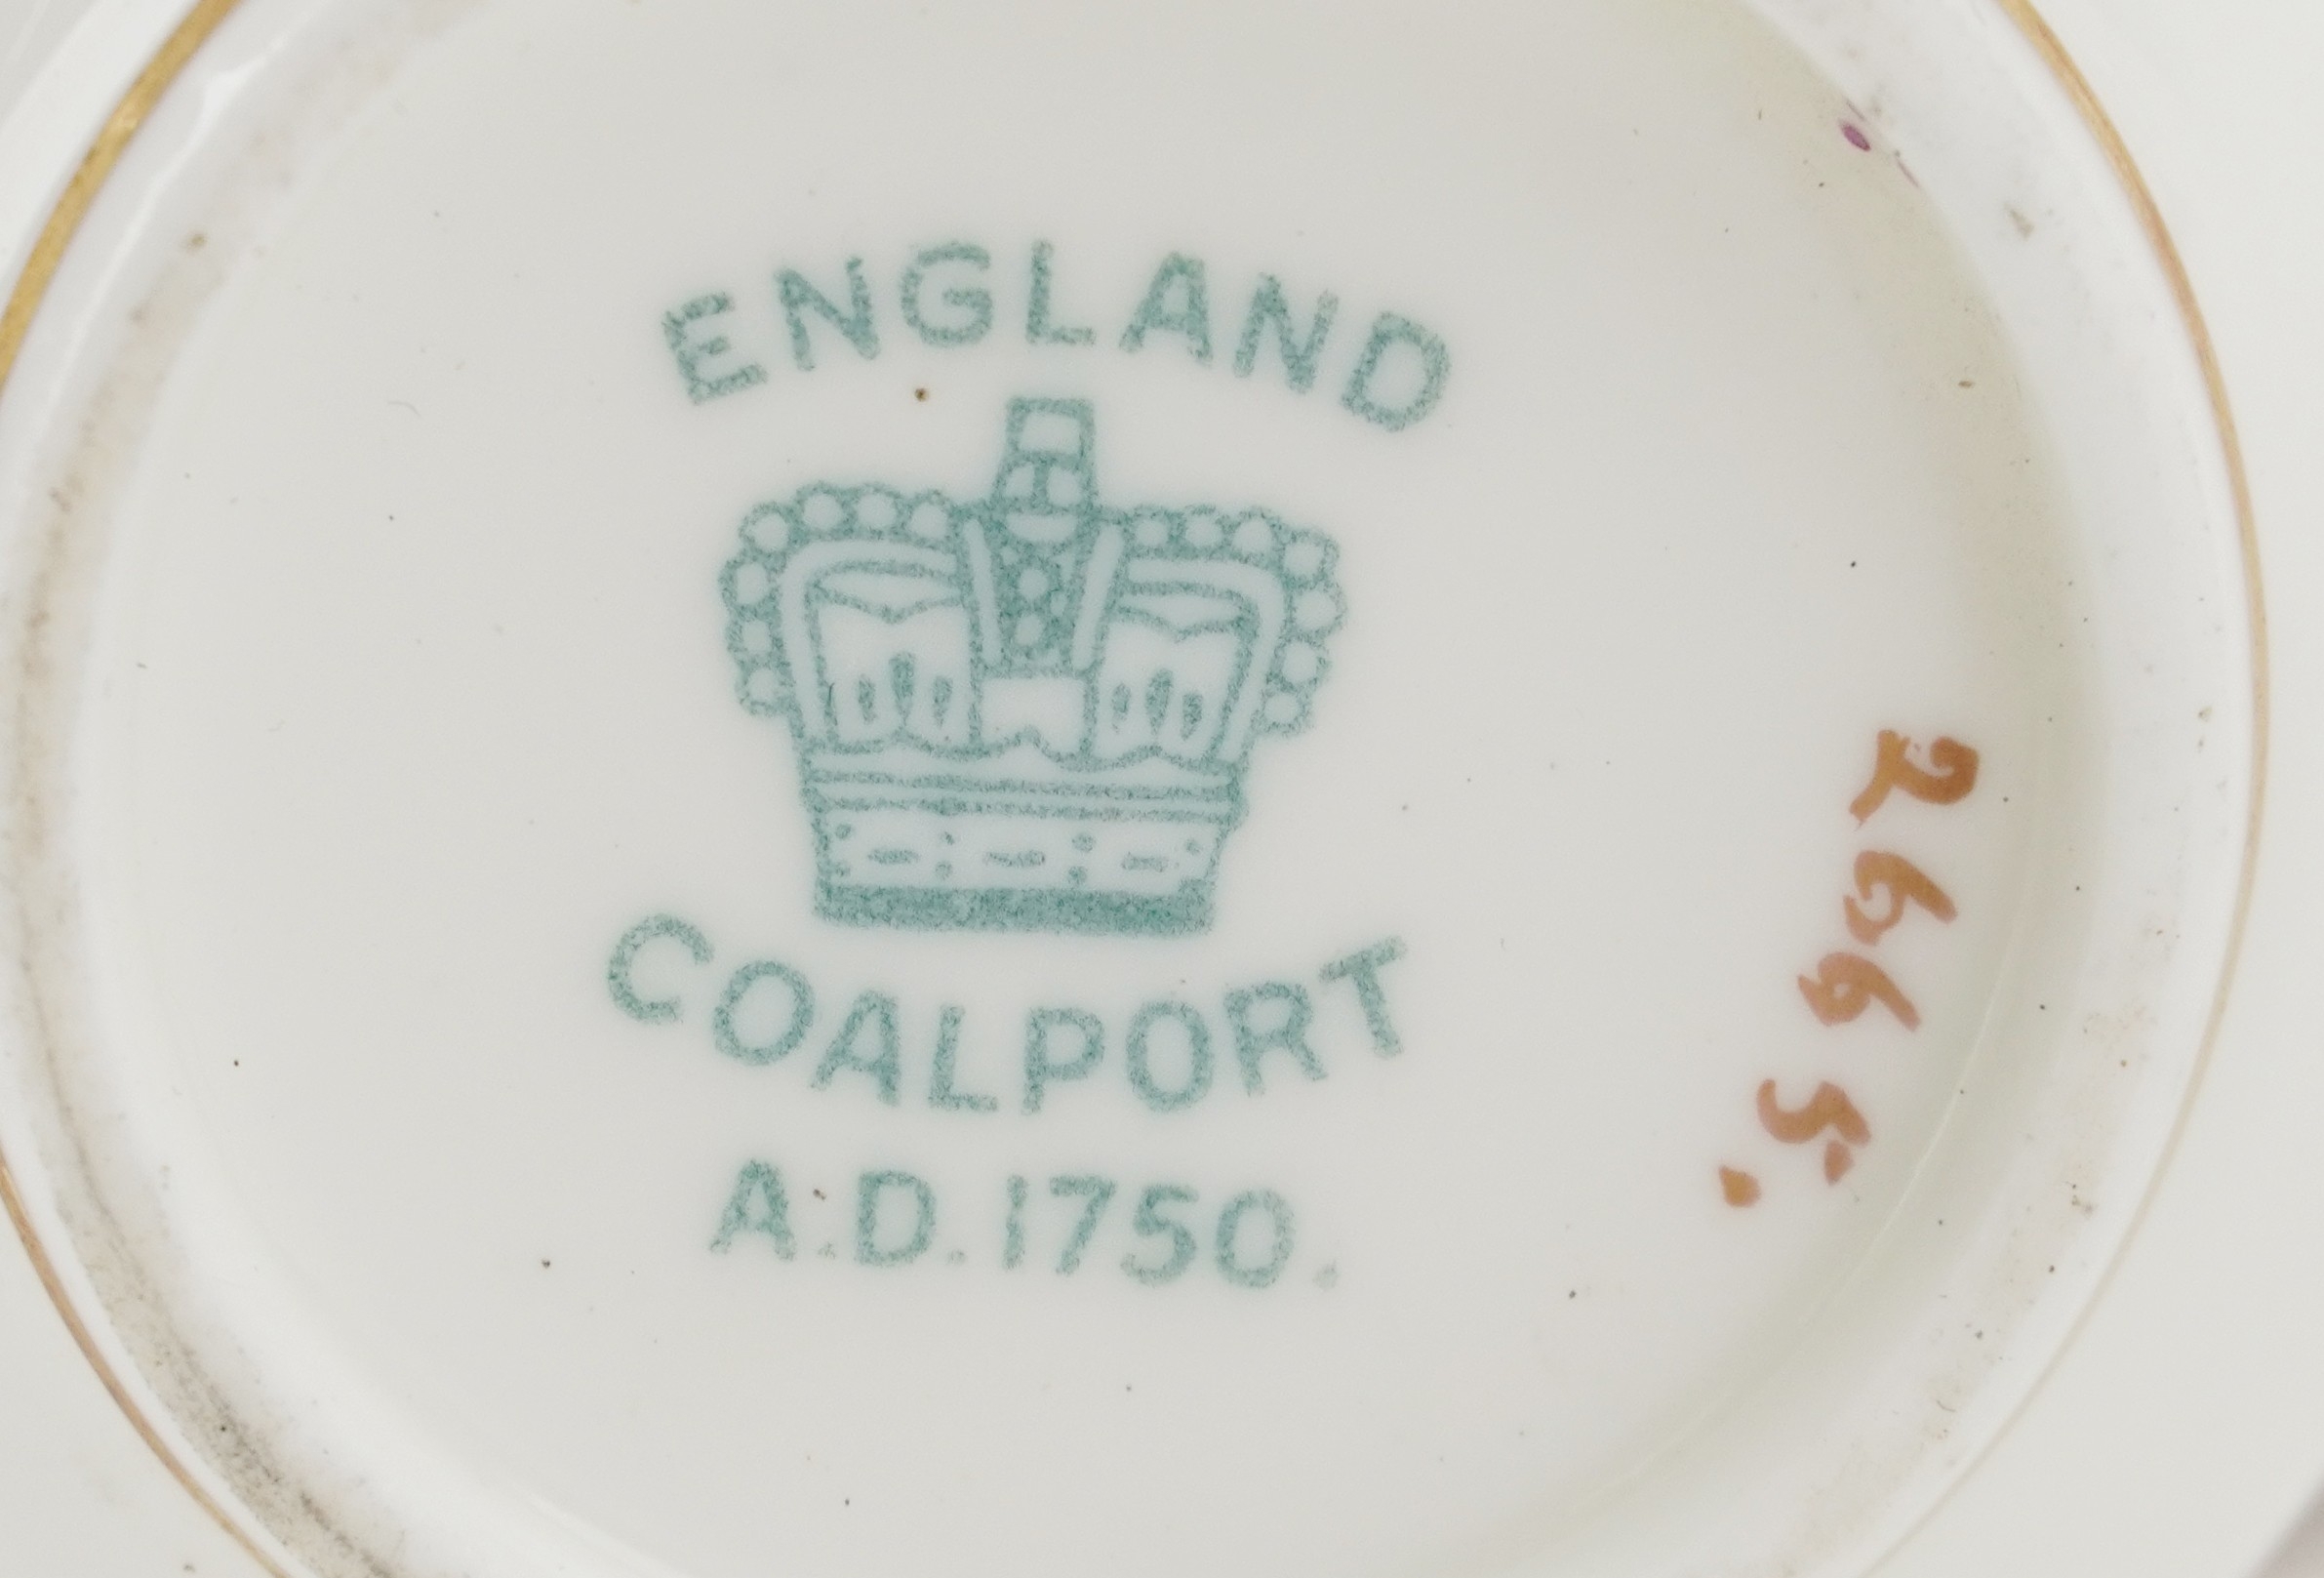 ENGLAND
COALPORT
A.D. 1750.
2665.